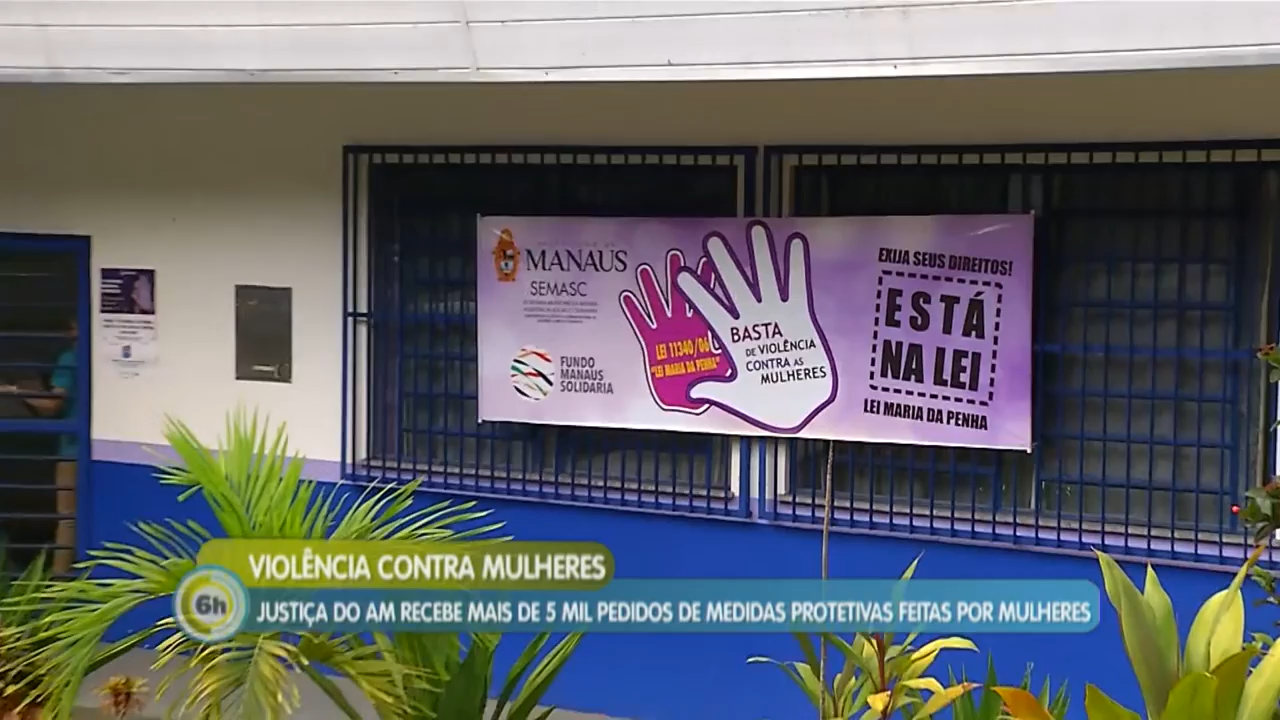 MANAUS
SEMASC
FUNDO
MANAUS
SOLIDARIA
LEI 11340/06
"LEI MARIA DA PENHA"
BASTA
DE VIOLÊNCIA
CONTRA AS
MULHERES
EXIJA SEUS DIREITOS!
ESTÁ
NA LEI
LEI MARIA DA PENHA
VIOLÊNCIA CONTRA MULHERES
6h
JUSTIÇA DO AM RECEBE MAIS DE 5 MIL PEDIDOS DE MEDIDAS PROTETIVAS FEITAS POR MULHERES